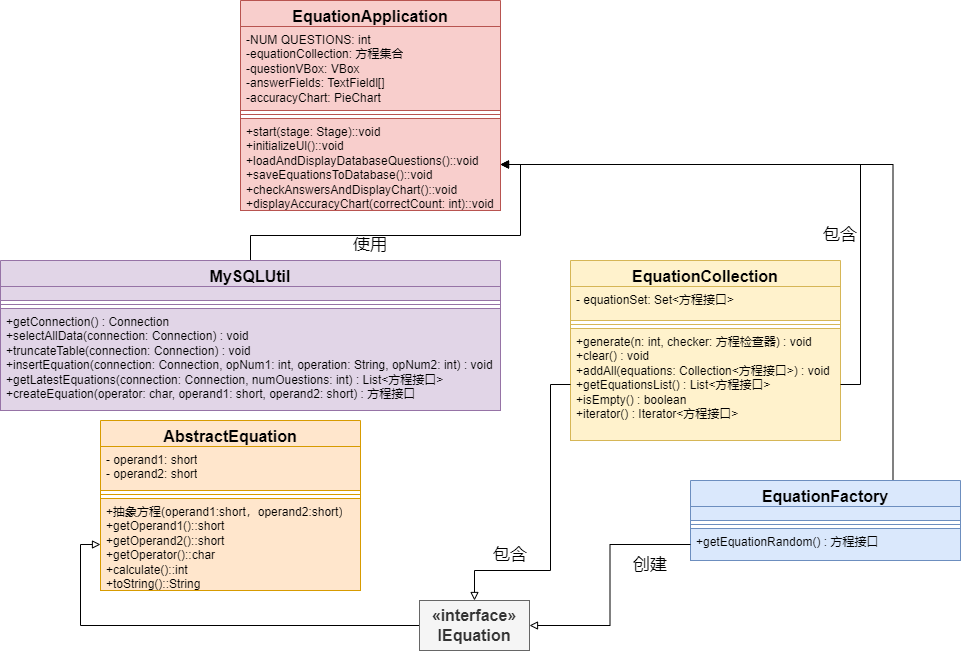 EquationApplication
-NUM QUESTIONS: int
-equationCollection: 方程集合
-questionVBox: VBox
-answerFields: TextFieldl[]
-accuracyChart: PieChart
+start(stage: Stage)::void
+initializeUI()::void
+loadAndDisplayDatabaseQuestions()::void
+saveEquationsToDatabase()::void
+checkAnswersAndDisplayChart()::void
+displayAccuracyChart(correctCount: int)::void
使用
包含
MySQLUtil
+getConnection() : Connection
+selectAllData(connection: Connection) : void
+truncateTable(connection: Connection) : void
+insertEquation(connection: Connection, opNum1: int, operation: String, opNum2: int) : void
+getLatestEquations(connection: Connection, numOuestions: int) : List<方程接口>
+createEquation(operator: char, operand1: short, operand2: short) : 方程接口
EquationCollection
- equationSet: Set<方程接口>
+generate(n: int, checker: 方程检查器) : void
+clear() : void
+addAll(equations: Collection<方程接口>) : void
+getEquationsList() : List<方程接口>
+isEmpty() : boolean
+iterator() : Iterator<方程接口>
AbstractEquation
- operand1: short
- operand2: short
+抽象方程(operand1:short，operand2:short)
+getOperand1()::short
+getOperand2()::short
+getOperator()::char
+calculate()::int
+toString()::String
EquationFactory
+getEquationRandom() : 方程接口
包含
创建
«interface»
IEquation